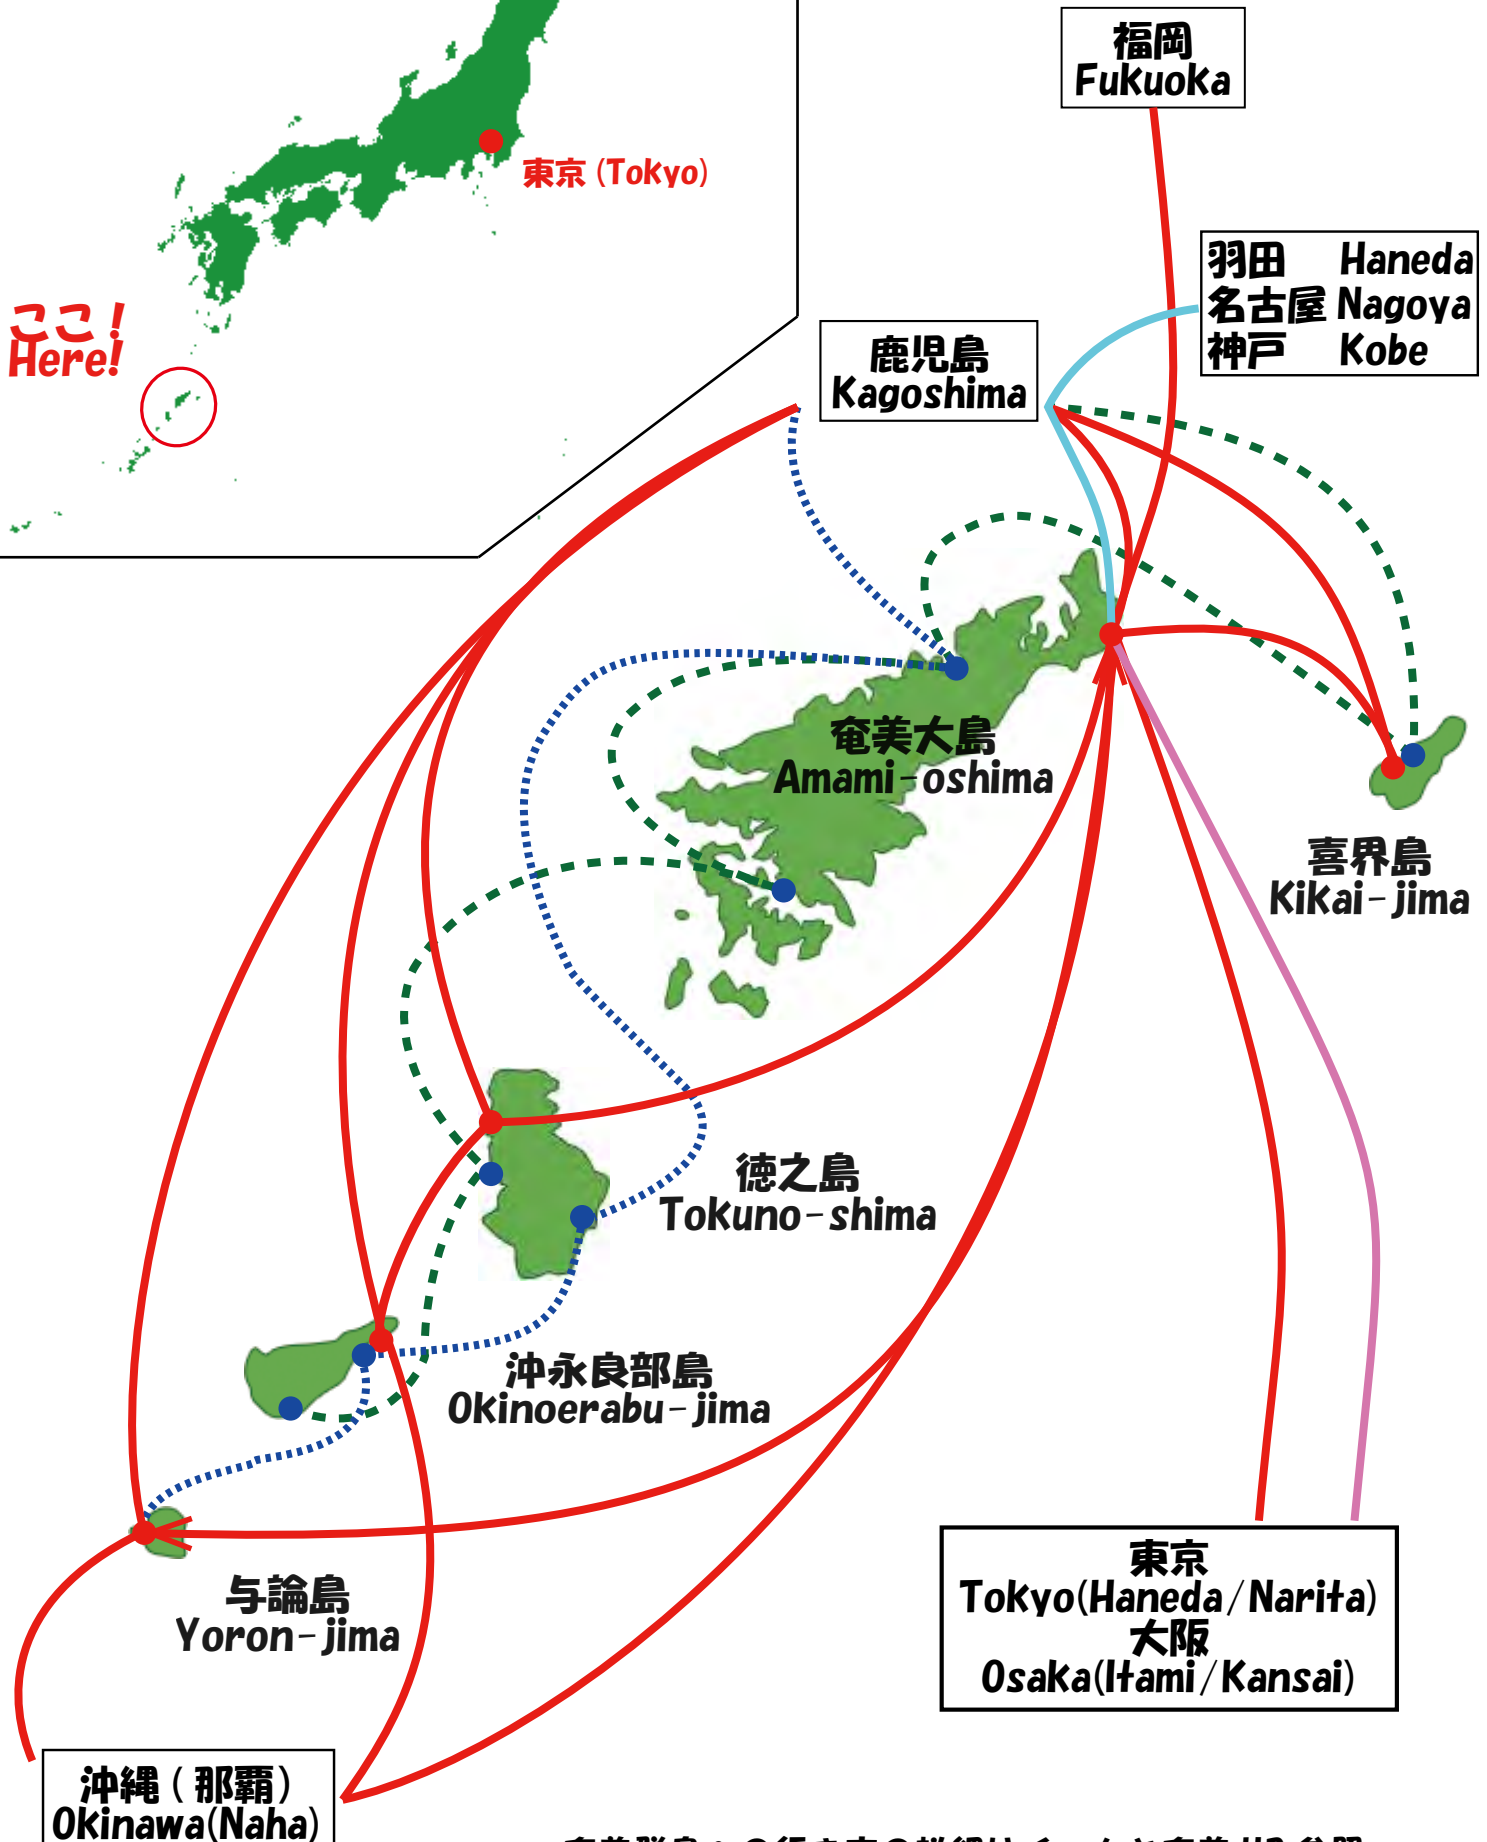 東京(Tokyo)
ここ!
Here!
福岡
Fukuoka
羽田 Haneda
名古屋 Nagoya
神戸 Kobe
鹿児島
Kagoshima
奄美大島
Amami-oshima
喜界島
Kikai-jima
徳之島
Tokuno-shima
沖永良部島
Okinoerabu-jima
与論島
Yoron-jima
東京
Tokyo(Haneda/Narita)
大阪
Osaka(Itami/Kansai)
沖縄(那覇)
Okinawa(Naha)